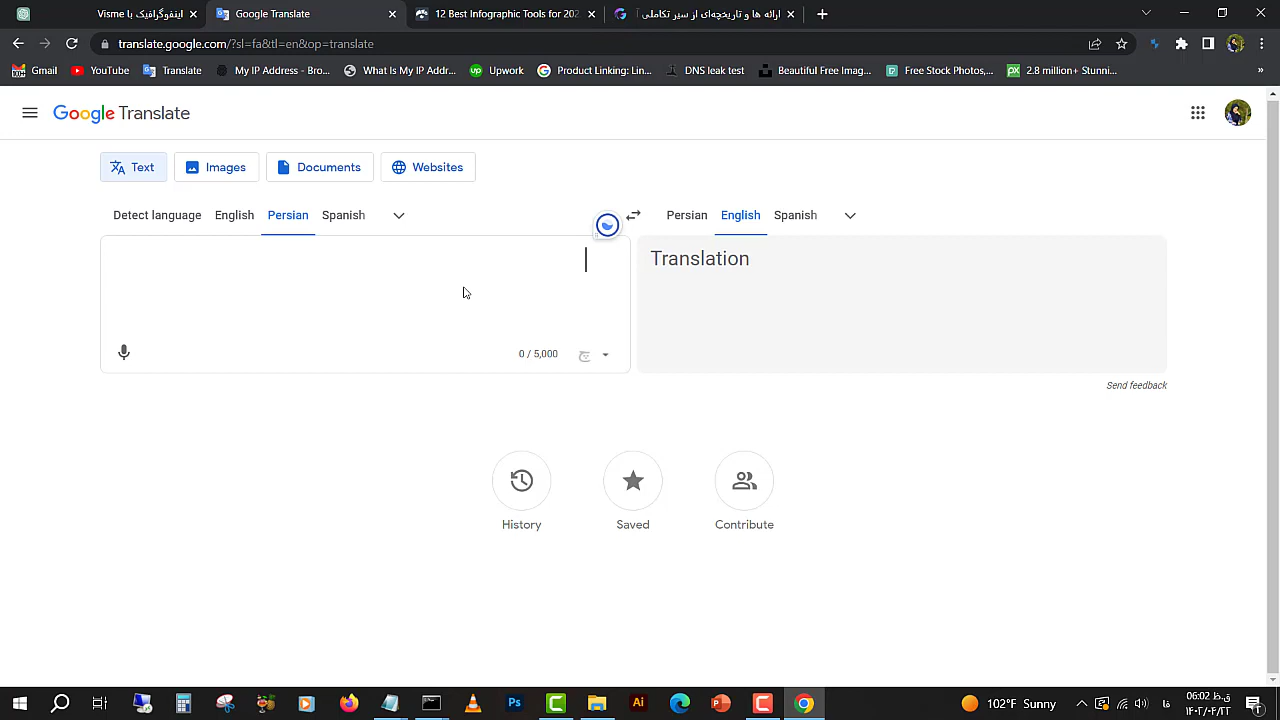 اینفوگرافیک با Visme
Google Translate
12 Best Infographic Tools for 202
ارائه ها و تاریخچه‌ای از سیر تکاملی
translate.google.com/?sl=fa&tl=en&op=translate
Gmail
YouTube
Translate
My IP Address - Bro...
What Is My IP Addr...
Upwork
Product Linking: Lin...
DNS leak test
Beautiful Free Imag...
Free Stock Photos,...
2.8 million+ Stunni...
»
Google Translate
Text
Images
Documents
Websites
Detect language English Persian Spanish
Persian English Spanish
Translation
0 / 5,000
Send feedback
History
Saved
Contribute
102°F Sunny
فا
06:02 ق.ظ
۱۴۰۲/۰۴/۲۳